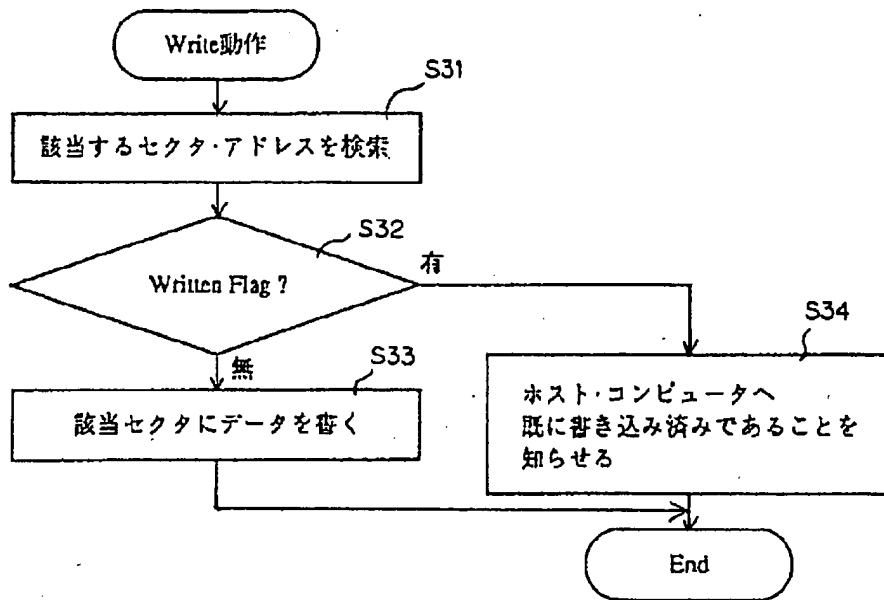 Write動作
S31
該当するセクタ・アドレスを検索
S32
Written Flag ?
有
無
S33
該当セクタにデータを書く
S34
ホスト・コンピュータへ
既に書き込み済みであることを
知らせる
End